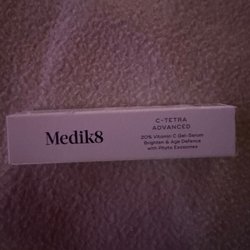 Medik8
C-TETRA
ADVANCED
20% Vitamin C Gel-Serum
Brighten & Age Defence
with Phyto Exosomes